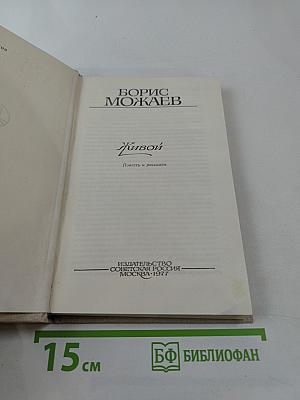 БОРИС
МОЖАЕВ
Живой
Повесть и рассказы
ИЗДАТЕЛЬСТВО
СОВЕТСКАЯ РОССИЯ
МОСКВА · 1977
15 см
БФ БИБЛИОФАН